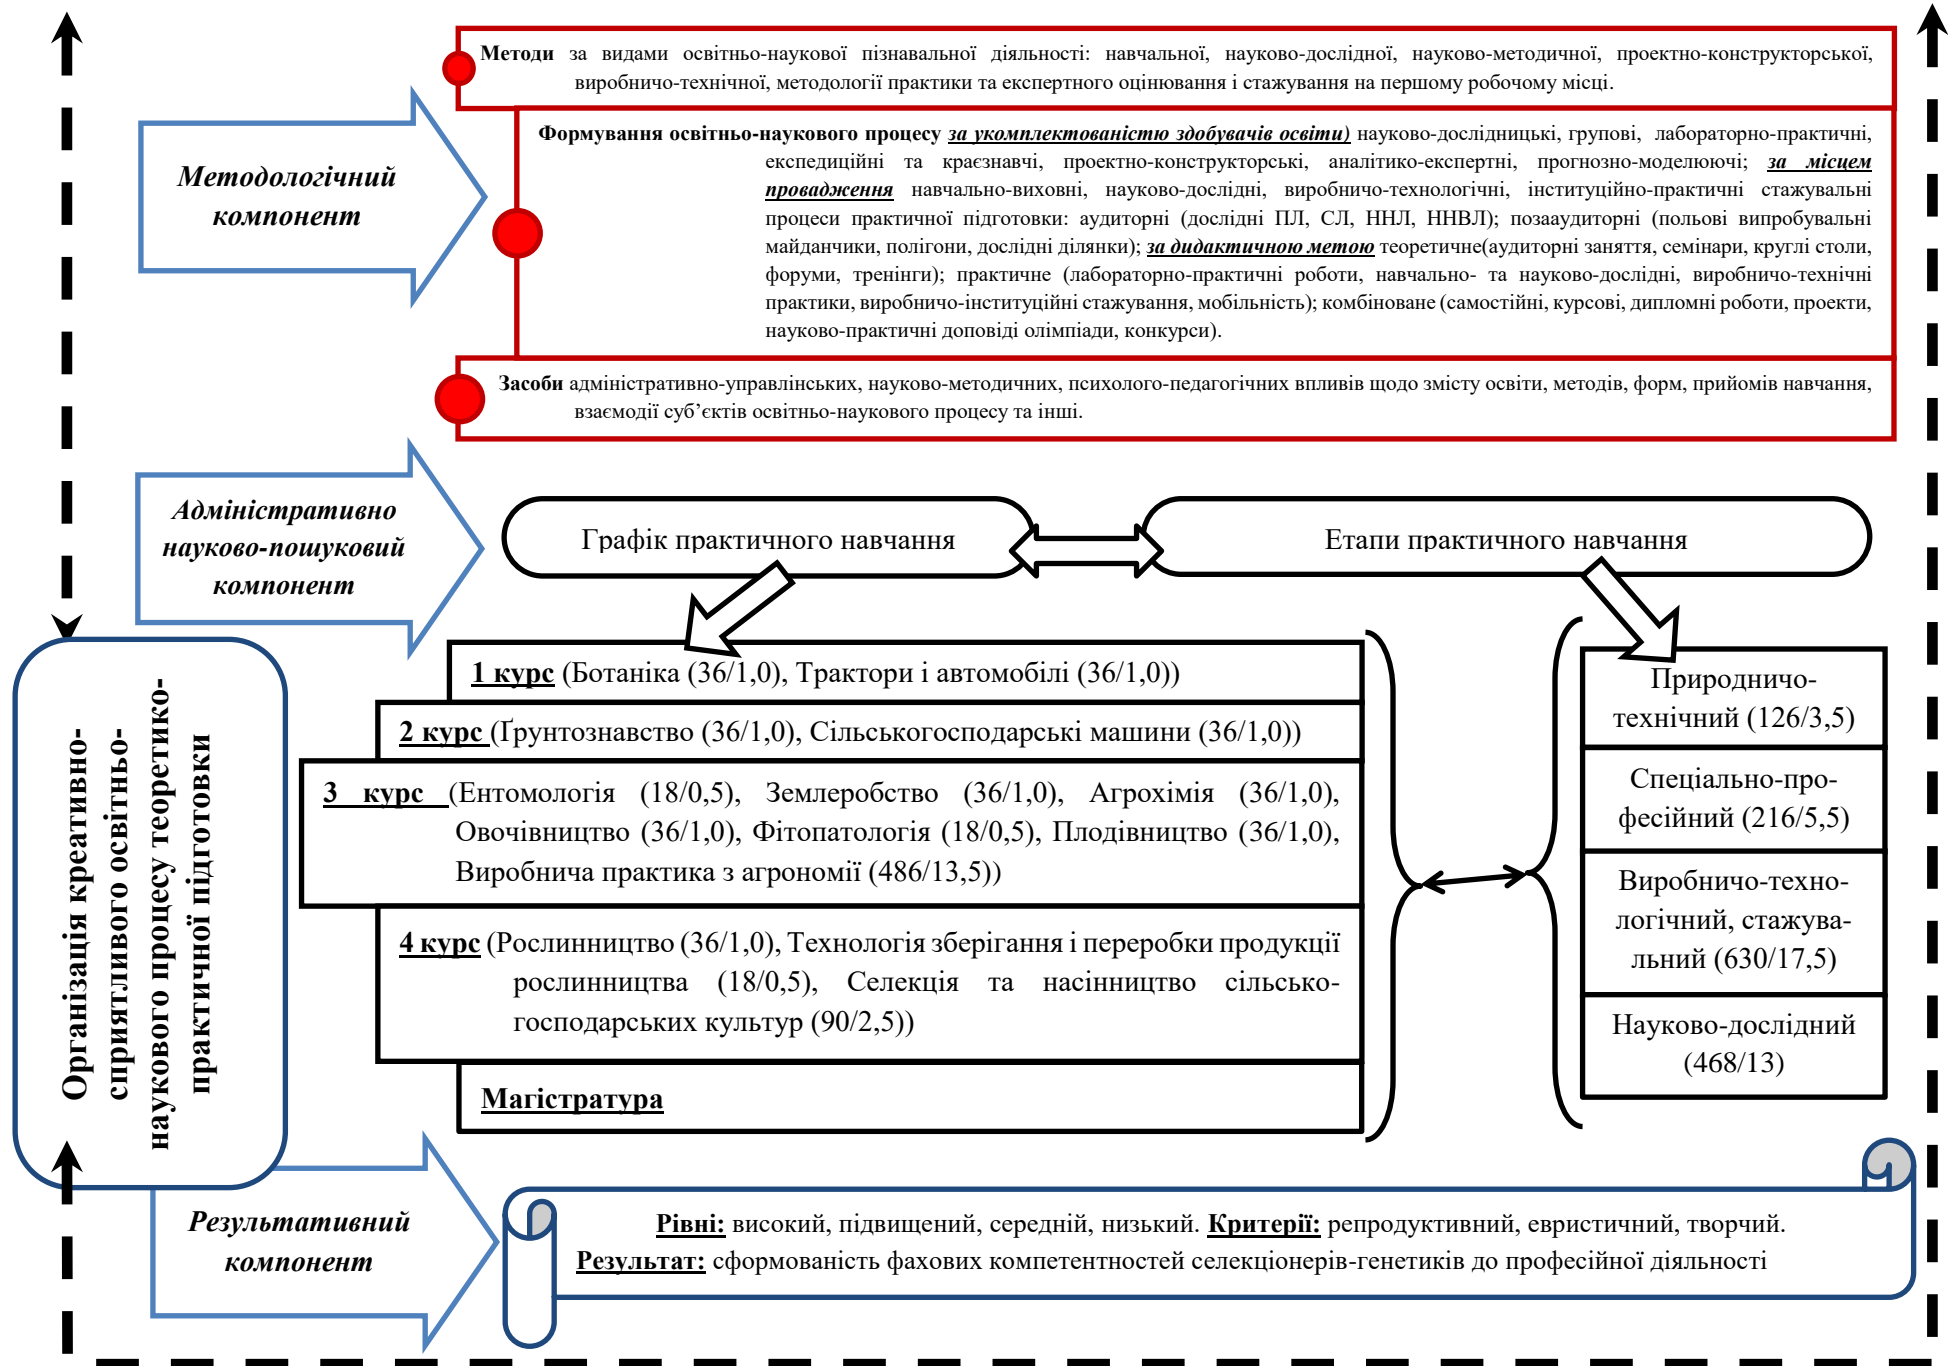 Методи за видами освітньо-наукової пізнавальної діяльності: навчальної, науково-дослідної, науково-методичної, проектно-конструкторської,
виробничо-технічної, методології практики та експертного оцінювання і стажування на першому робочому місці.
Методологічний
компонент
Формування освітньо-наукового процесу за укомплектованістю здобувачів освіти) науково-дослідницькі, групові, лабораторно-практичні,
експедиційні та краєзнавчі, проектно-конструкторські, аналітико-експертні, прогнозно-моделюючі; за місцем
провадження навчально-виховні, науково-дослідні, виробничо-технологічні, інституційно-практичні стажувальні
процеси практичної підготовки: аудиторні (дослідні ПЛ, СЛ, ННЛ, ННВЛ); позааудиторні (польові випробувальні
майданчики, полігони, дослідні ділянки); за дидактичною метою теоретичне(аудиторні заняття, семінари, круглі столи,
форуми, тренінги); практичне (лабораторно-практичні роботи, навчально- та науково-дослідні, виробничо-технічні
практики, виробничо-інституційні стажування, мобільність); комбіноване (самостійні, курсові, дипломні роботи, проекти,
науково-практичні доповіді олімпіади, конкурси).
Засоби адміністративно-управлінських, науково-методичних, психолого-педагогічних впливів щодо змісту освіти, методів, форм, прийомів навчання,
взаємодії суб’єктів освітньо-наукового процесу та інші.
Адміністративно
науково-пошуковий
компонент
Графік практичного навчання
Етапи практичного навчання
Організація креативно-
сприятливого освітньо-
наукового процесу теоретико-
практичної підготовки
1 курс (Ботаніка (36/1,0), Трактори і автомобілі (36/1,0))
2 курс (Ґрунтознавство (36/1,0), Сільськогосподарські машини (36/1,0))
3 курс (Ентомологія (18/0,5), Землеробство (36/1,0), Агрохімія (36/1,0),
Овочівництво (36/1,0), Фітопатологія (18/0,5), Плодівництво (36/1,0),
Виробнича практика з агрономії (486/13,5))
4 курс (Рослинництво (36/1,0), Технологія зберігання і переробки продукції
рослинництва (18/0,5), Селекція та насінництво сільсько-
господарських культур (90/2,5))
Магістратура
Природничо-
технічний (126/3,5)
Спеціально-про-
фесійний (216/5,5)
Виробничо-техно-
логічний, стажува-
льний (630/17,5)
Науково-дослідний
(468/13)
Результативний
компонент
Рівні: високий, підвищений, середній, низький. Критерії: репродуктивний, евристичний, творчий.
Результат: сформованість фахових компетентностей селекціонерів-генетиків до професійної діяльності